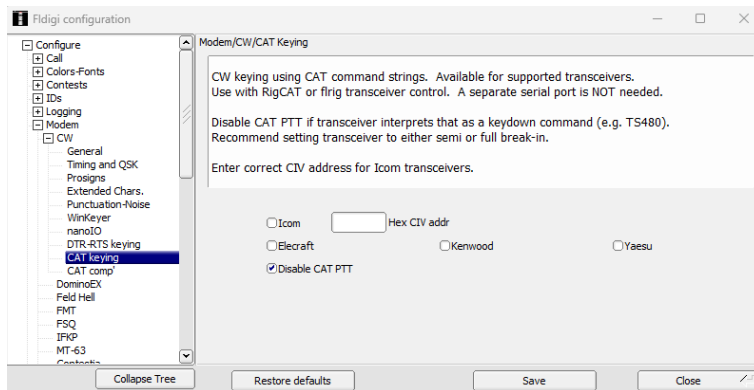 Fldigi configuration
Configure
Call
Colors-Fonts
Contests
IDs
Logging
Modem
CW
General
Timing and QSK
Prosigns
Extended Chars.
Punctuation-Noise
WinKeyer
nanoIO
DTR-RTS keying
CAT keying
CAT comp'
DominoEX
Feld Hell
FMT
FSQ
IFKP
MT-63
Contestia
Collapse Tree
Modem/CW/CAT Keying
CW keying using CAT command strings.  Available for supported transceivers.
Use with RigCAT or flrig transceiver control.  A separate serial port is NOT needed.
Disable CAT PTT if transceiver interprets that as a keydown command (e.g. TS480).
Recommend setting transceiver to either semi or full break-in.
Enter correct CIV address for Icom transceivers.
Icom Hex CIV addr
Elecraft Kenwood Yaesu
Disable CAT PTT
Restore defaults Save Close